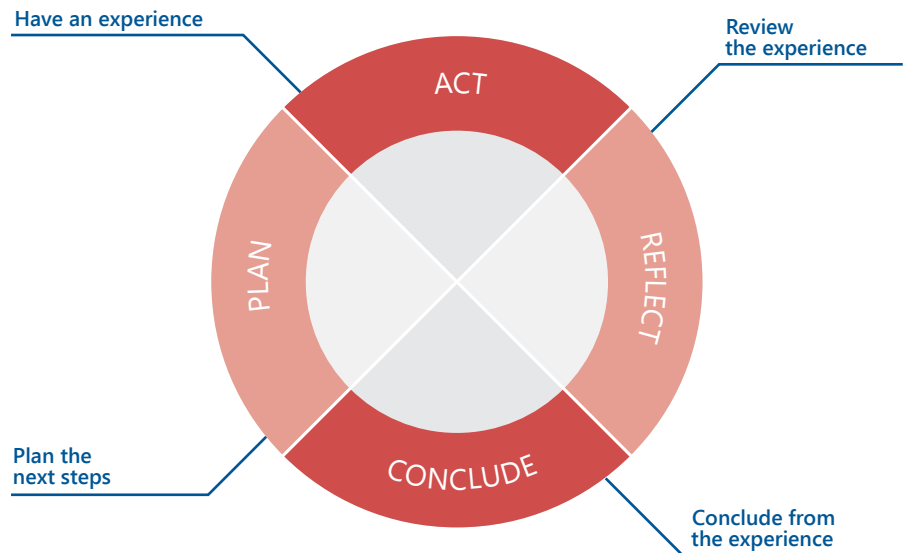 Have an experience
Review
the experience
ACT
PLAN
REFLECT
CONCLUDE
Plan the
next steps
Conclude from
the experience